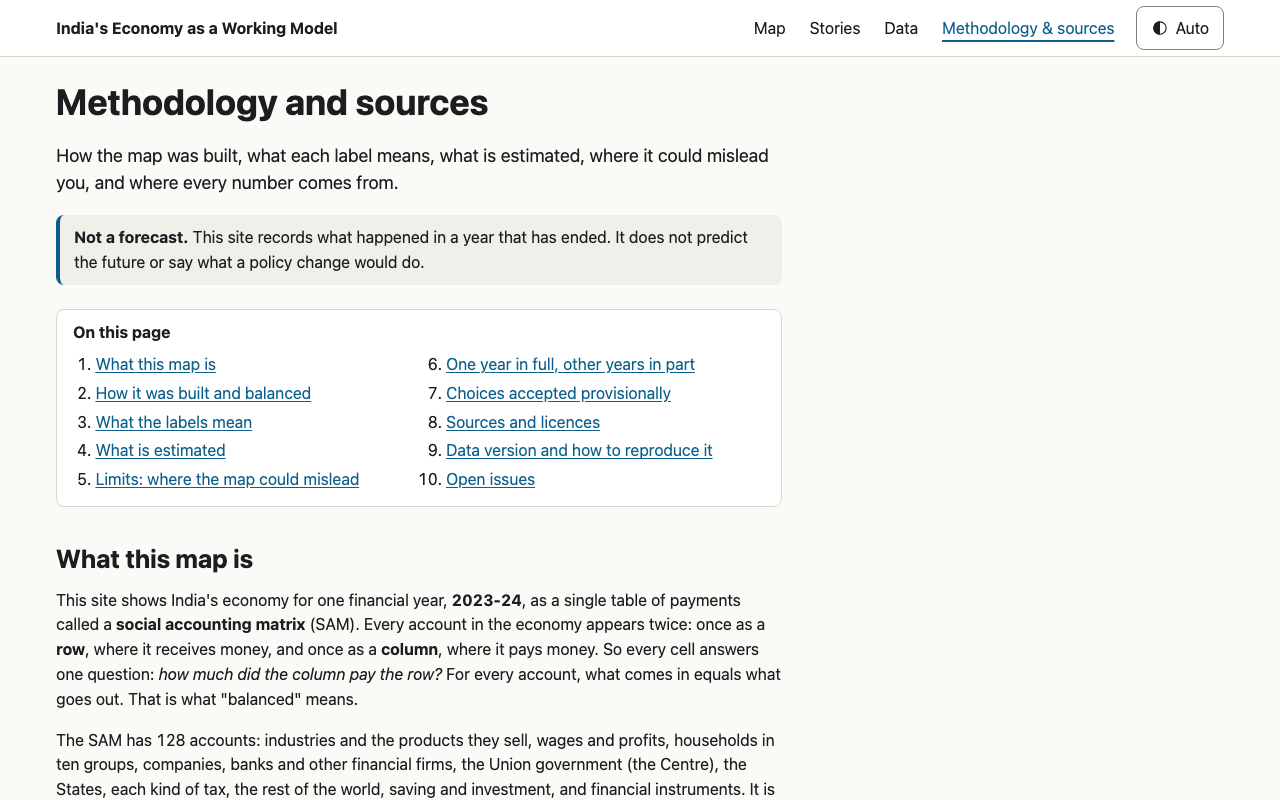 India's Economy as a Working Model
Map
Stories
Data
Methodology & sources
Auto
Methodology and sources
How the map was built, what each label means, what is estimated, where it could mislead
you, and where every number comes from.
Not a forecast. This site records what happened in a year that has ended. It does not predict
the future or say what a policy change would do.
On this page
1. What this map is
2. How it was built and balanced
3. What the labels mean
4. What is estimated
5. Limits: where the map could mislead
6. One year in full, other years in part
7. Choices accepted provisionally
8. Sources and licences
9. Data version and how to reproduce it
10. Open issues
What this map is
This site shows India's economy for one financial year, 2023-24, as a single table of payments
called a social accounting matrix (SAM). Every account in the economy appears twice: once as a
row, where it receives money, and once as a column, where it pays money. So every cell answers
one question: how much did the column pay the row? For every account, what comes in equals what
goes out. That is what "balanced" means.
The SAM has 128 accounts: industries and the products they sell, wages and profits, households in
ten groups, companies, banks and other financial firms, the Union government (the Centre), the
States, each kind of tax, the rest of the world, saving and investment, and financial instruments. It is